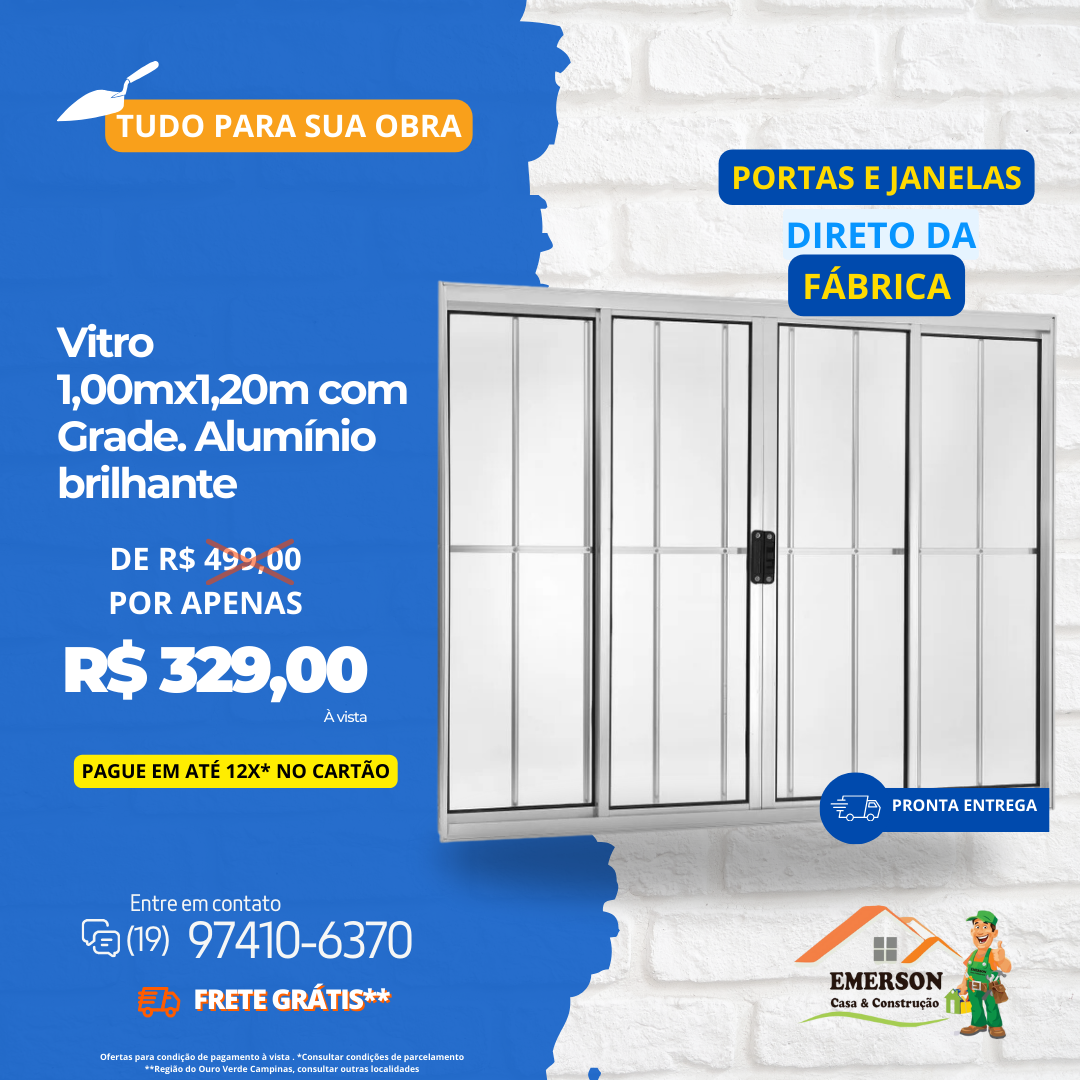 TUDO PARA SUA OBRA
PORTAS E JANELAS
DIRETO DA
FÁBRICA
Vitro
1,00mx1,20m com
Grade. Alumínio
brilhante
DE R$ 499,00
POR APENAS
R$ 329,00
À vista
PAGUE EM ATÉ 12X* NO CARTÃO
PRONTA ENTREGA
Entre em contato
(19) 97410-6370
FRETE GRÁTIS**
EMERSON
Casa & Construção
Ofertas para condição de pagamento à vista . *Consultar condições de parcelamento
**Região do Ouro Verde Campinas, consultar outras localidades